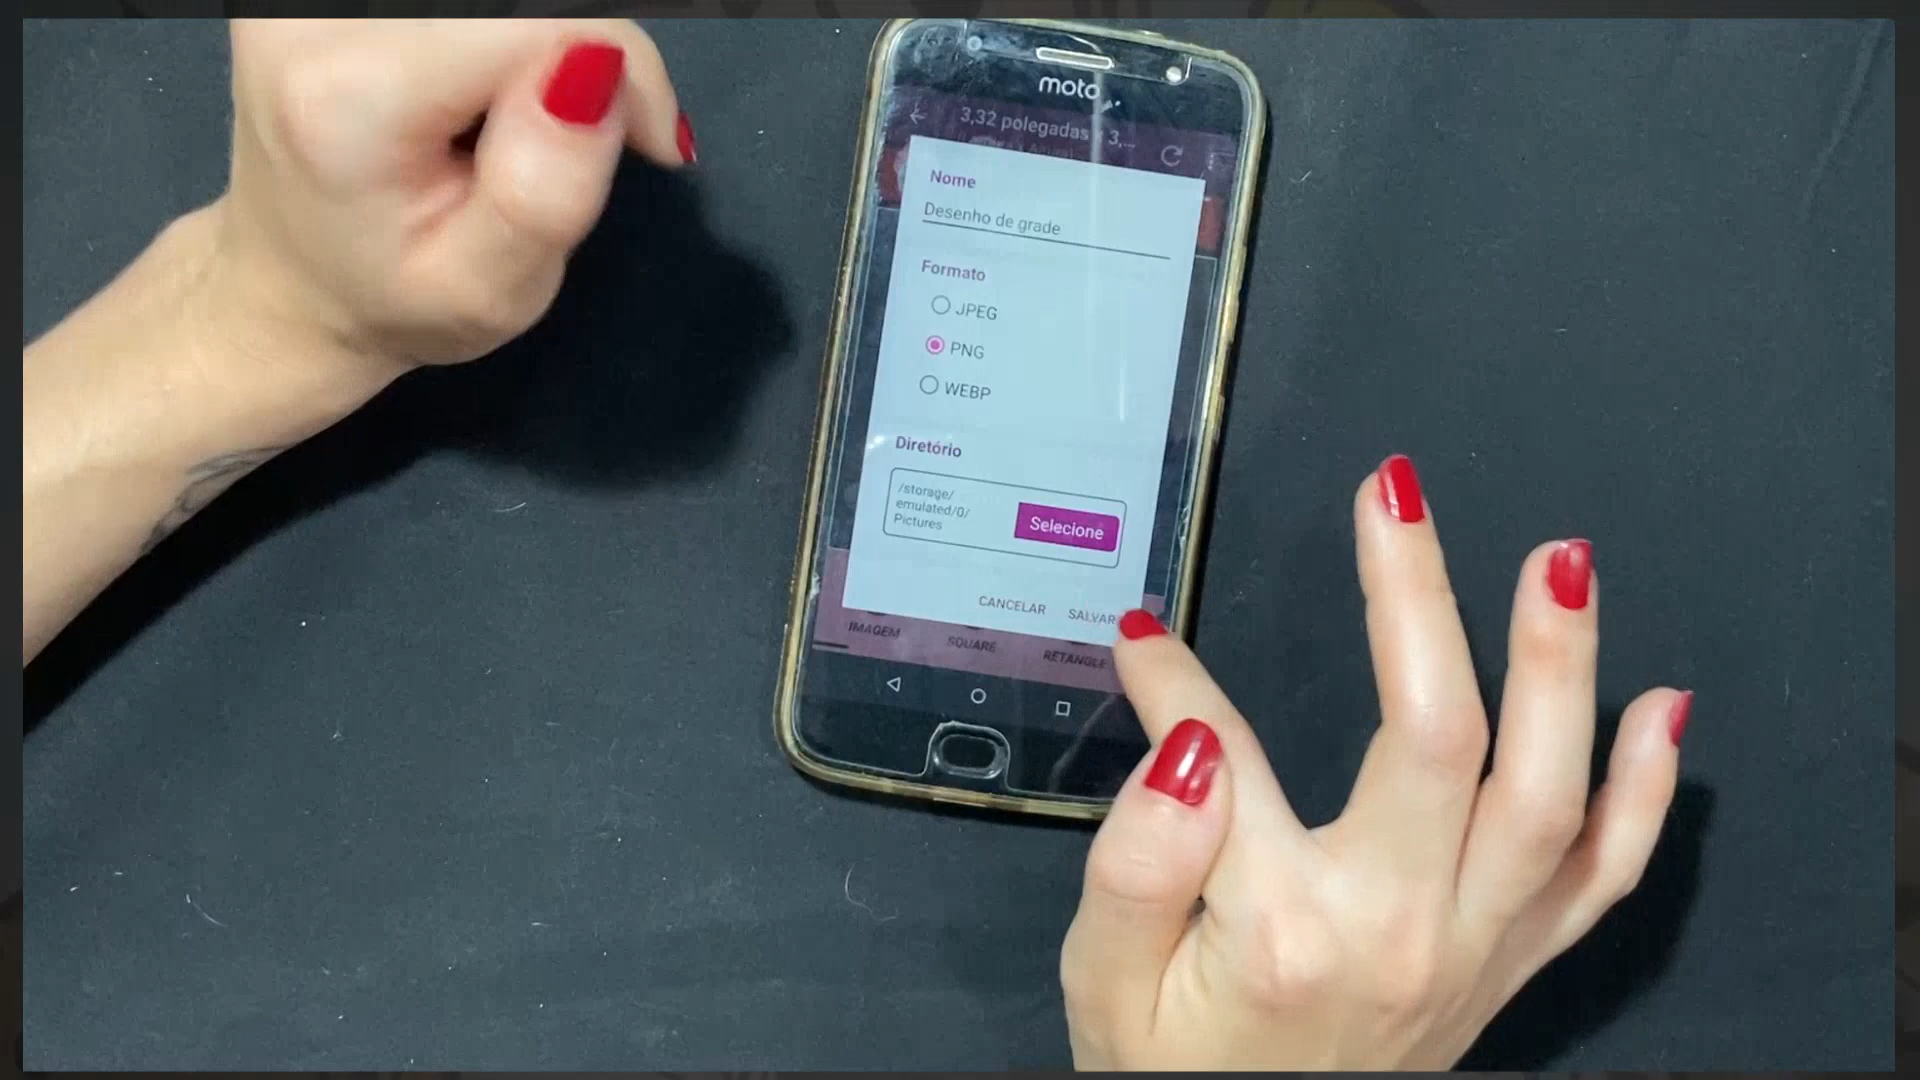 moto
3,32 polegadas
3,...
Nome
Desenho de grade
Formato
JPEG
PNG
WEBP
Diretório
/storage/
emulated/0/
Pictures
Selecione
CANCELAR SALVAR
IMAGEM SQUARE RETANGLE